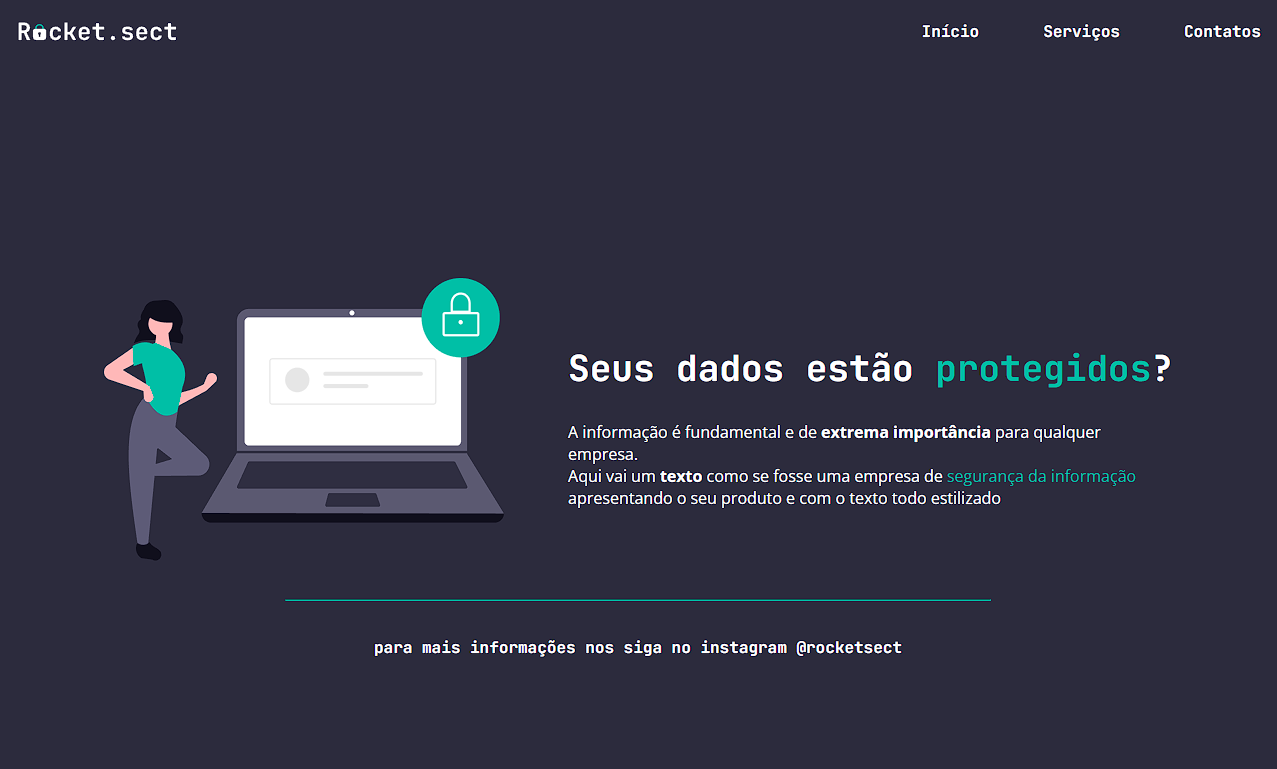 Rocket.sect
Início Serviços Contatos
Seus dados estão protegidos?
A informação é fundamental e de extrema importância para qualquer
empresa.
Aqui vai um texto como se fosse uma empresa de segurança da informação
apresentando o seu produto e com o texto todo estilizado
para mais informações nos siga no instagram @rocketsect